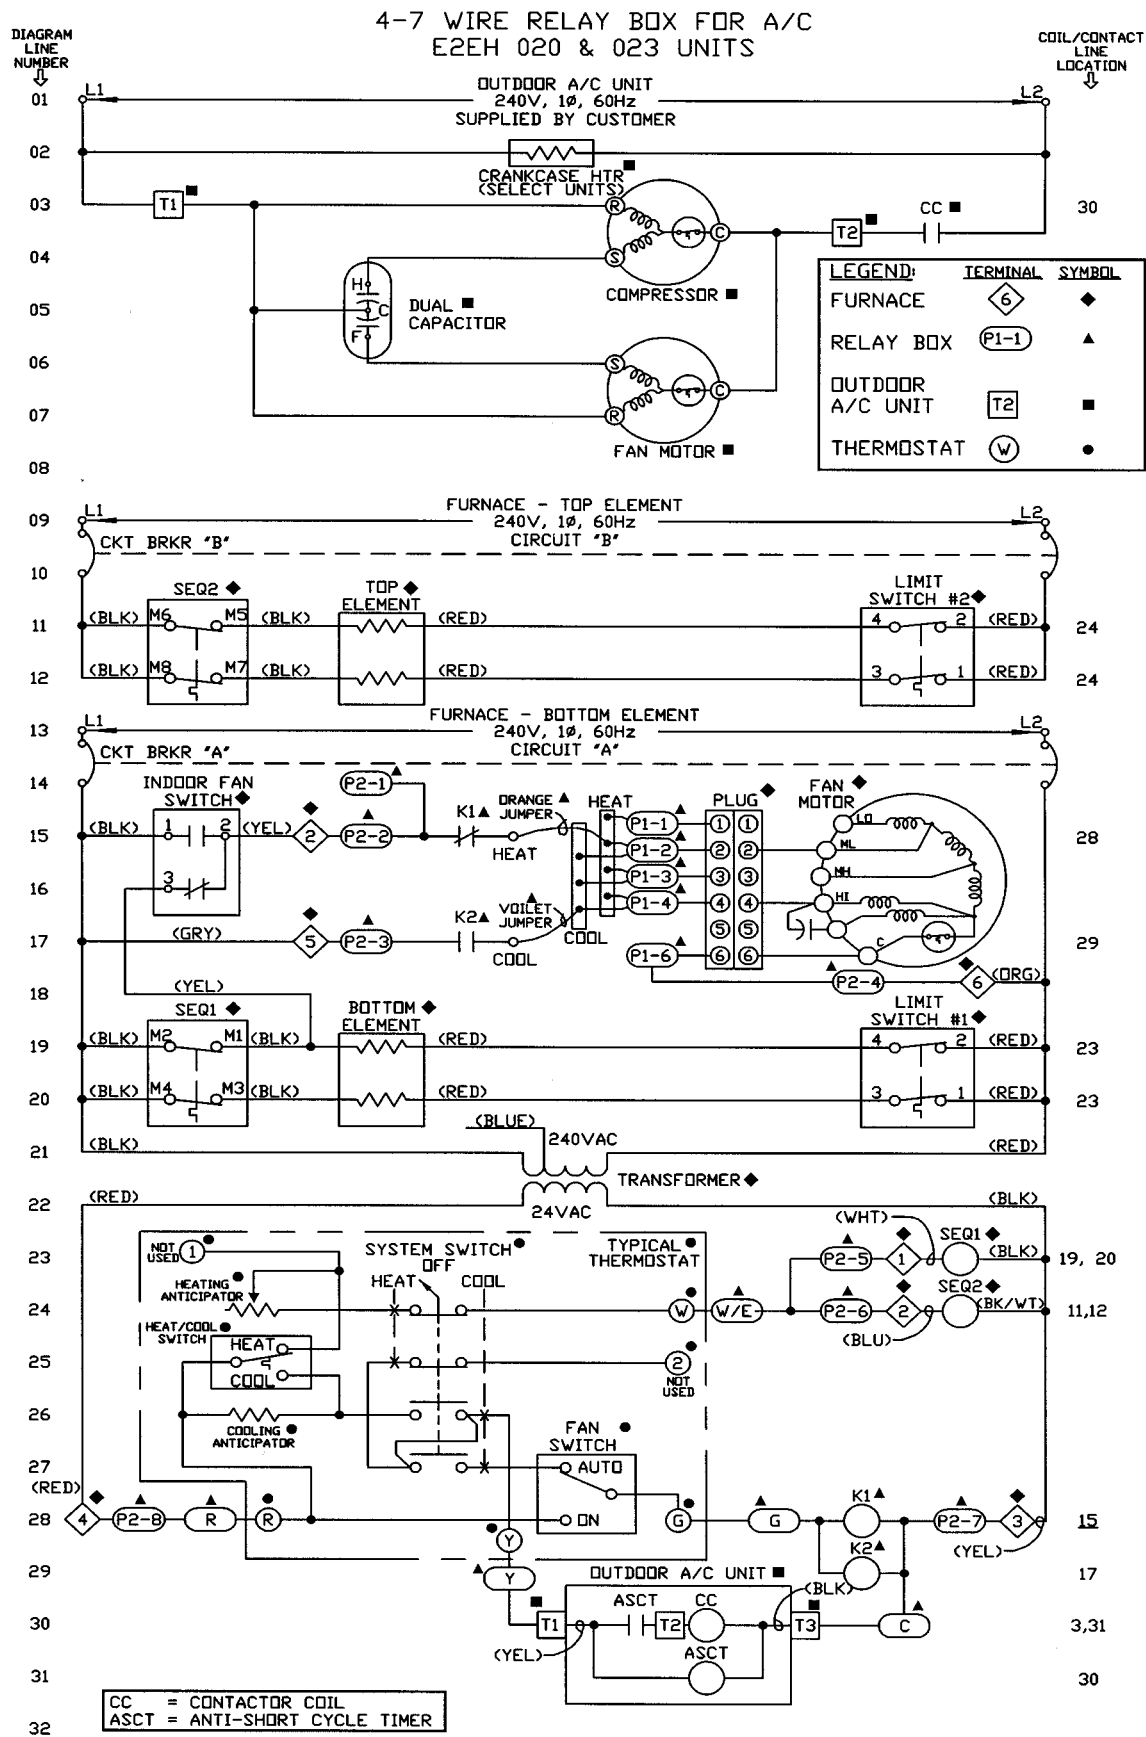 4-7 WIRE RELAY BOX FOR A/C
E2EH 020 & 023 UNITS
DIAGRAM
LINE
NUMBER
COIL/CONTACT
LINE
LOCATION
01 L1 OUTDOOR A/C UNIT L2
240V, 1Ø, 60Hz
SUPPLIED BY CUSTOMER
02
CRANKCASE HTR ■
(SELECT UNITS)
03 T1 ■ R C T2 ■ CC ■ 30
04 S
COMPRESSOR ■
H
05 C DUAL ■
CAPACITOR
F
06 S C
07 R
FAN MOTOR ■
08
LEGEND: TERMINAL SYMBOL
FURNACE 6 ◆
RELAY BOX P1-1 ▲
OUTDOOR
A/C UNIT T2 ■
THERMOSTAT W ●
09 L1 FURNACE - TOP ELEMENT L2
240V, 1Ø, 60Hz
CIRCUIT "B"
CKT BRKR "B"
10
SEQ2 ◆ TOP ◆
ELEMENT
LIMIT
SWITCH #2 ◆
11 (BLK) M6 M5 (BLK) (RED) 4 2 (RED) 24
12 (BLK) M8 M7 (BLK) (RED) 3 1 (RED) 24
13 L1 FURNACE - BOTTOM ELEMENT L2
240V, 1Ø, 60Hz
CIRCUIT "A"
CKT BRKR "A"
14 INDOOR FAN
SWITCH ◆
P2-1 ▲
ORANGE ▲
JUMPER
HEAT
PLUG ◆
FAN ◆
MOTOR
15 (BLK) 1 2 (YEL) 2 ◆ P2-2 ▲ K1 ▲ HEAT 28
P1-1 ▲ 1 1 LO
P1-2 ▲ 2 2 ML
P1-3 ▲ 3 3 MH
P1-4 ▲ 4 4 HI
5 5
P1-6 ▲ 6 6 C
16 3
VOILET ▲
JUMPER
COOL
17 (GRY) 5 ◆ P2-3 ▲ K2 ▲ COOL 29
P2-4 ▲ 6 ◆ (ORG)
18 (YEL)
SEQ1 ◆ BOTTOM ◆
ELEMENT
LIMIT
SWITCH #1 ◆
19 (BLK) M2 M1 (BLK) (RED) 4 2 (RED) 23
20 (BLK) M4 M3 (BLK) (RED) 3 1 (RED) 23
(BLUE)
21 (BLK) 240VAC (RED)
TRANSFORMER ◆
22 (RED) 24VAC (BLK)
(WHT)
23 NOT
USED 1 ●
SYSTEM SWITCH ●
OFF
HEAT COOL
TYPICAL ●
THERMOSTAT
P2-5 ▲ 1 ◆ SEQ1 ◆ (BLK) 19, 20
HEATING ●
ANTICIPATOR
24 W ● W/E ▲ P2-6 ▲ 2 ◆ SEQ2 ◆ (BK/WT) 11,12
(BLU)
HEAT/COOL ●
SWITCH
HEAT
COOL
25 2 ●
NOT
USED
26
COOLING ●
ANTICIPATOR
FAN ●
SWITCH
27 AUTO
(RED)
28 4 ◆ P2-8 ▲ R ▲ R ● ON G ● G ▲ K1 ▲ P2-7 ▲ 3 ◆ 15
(YEL)
Y ●
29 Y ▲ K2 ▲ 17
OUTDOOR A/C UNIT ■ (BLK)
30 T1 ■ ASCT T2 CC T3 ■ C ▲ 3,31
(YEL)
31 ASCT 30
CC = CONTACTOR COIL
ASCT = ANTI-SHORT CYCLE TIMER
32